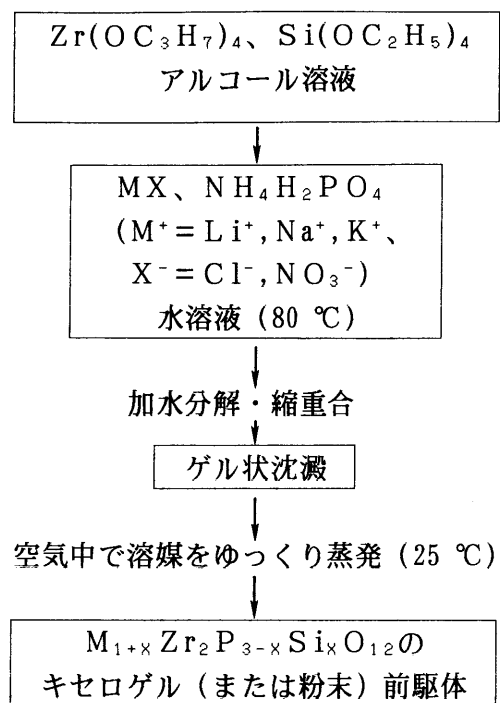 Zr(OC₃H₇)₄、Si(OC₂H₅)₄
アルコール溶液
MX、NH₄H₂PO₄
(M⁺=Li⁺,Na⁺,K⁺、
X⁻=Cl⁻,NO₃⁻)
水溶液(80 ℃)
加水分解・縮重合
ゲル状沈澱
空気中で溶媒をゆっくり蒸発(25 ℃)
M₁₊ₓZr₂P₃₋ₓSiₓO₁₂の
キセロゲル(または粉末)前駆体